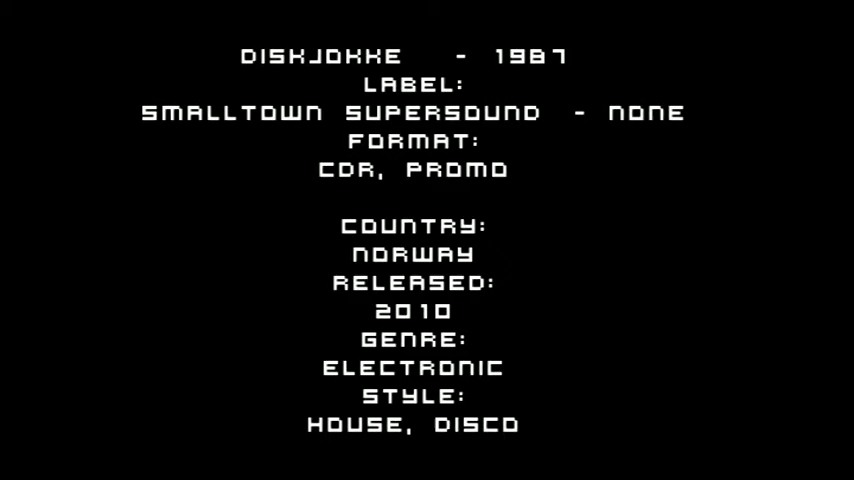 DISKJOKKE - 1987
LABEL:
SMALLTOWN SUPERSOUND - NONE
FORMAT:
CDR, PROMO
COUNTRY:
NORWAY
RELEASED:
2010
GENRE:
ELECTRONIC
STYLE:
HOUSE, DISCO